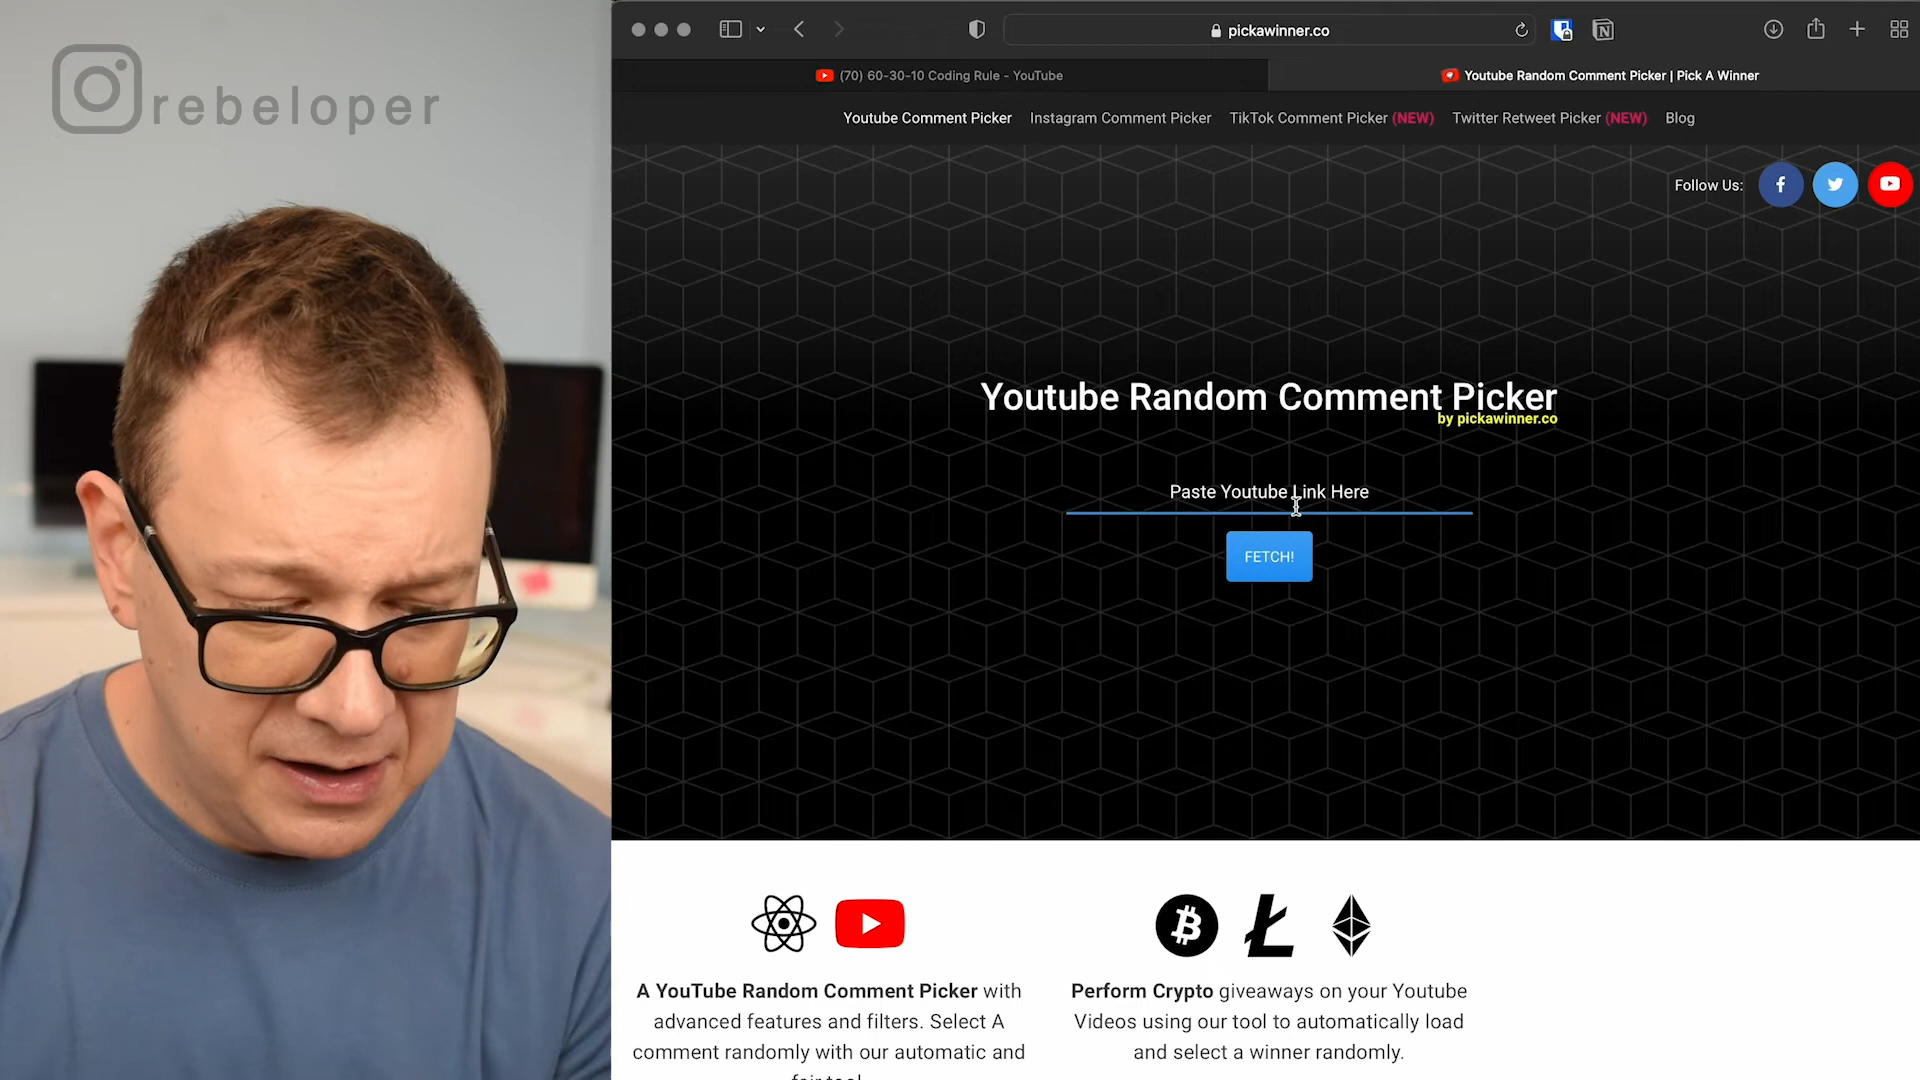 rebeloper
pickawinner.co
(70) 60-30-10 Coding Rule - YouTube
Youtube Random Comment Picker | Pick A Winner
Youtube Comment Picker Instagram Comment Picker TikTok Comment Picker (NEW) Twitter Retweet Picker (NEW) Blog
Follow Us:
Youtube Random Comment Picker
by pickawinner.co
Paste Youtube Link Here
FETCH!
A YouTube Random Comment Picker with
advanced features and filters. Select A
comment randomly with our automatic and
fair tool
Perform Crypto giveaways on your Youtube
Videos using our tool to automatically load
and select a winner randomly.